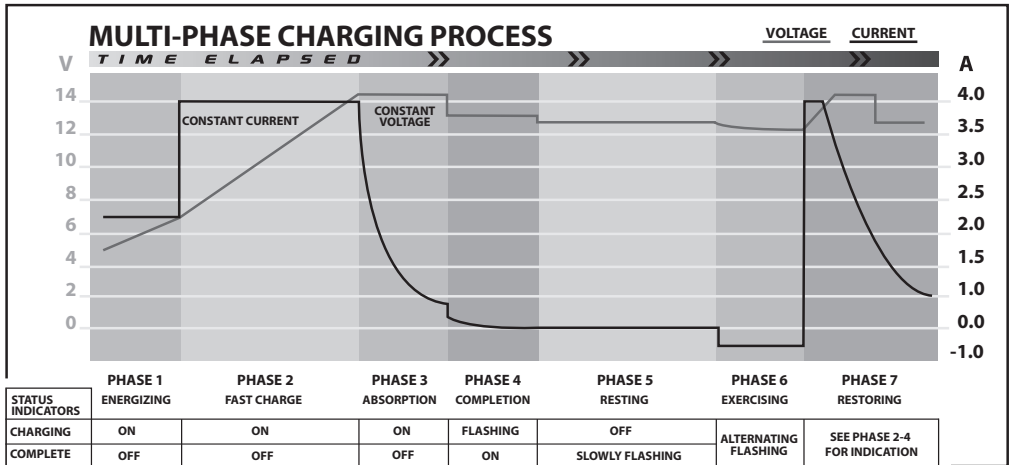 MULTI-PHASE CHARGING PROCESS
VOLTAGE CURRENT
TIME ELAPSED
V
A
14
12
10
8
6
4
2
0
4.0
3.5
3.0
2.5
2.0
1.5
1.0
0.0
-1.0
CONSTANT CURRENT
CONSTANT
VOLTAGE
PHASE 1 PHASE 2 PHASE 3 PHASE 4 PHASE 5 PHASE 6 PHASE 7
ENERGIZING FAST CHARGE ABSORPTION COMPLETION RESTING EXERCISING RESTORING
STATUS
INDICATORS
CHARGING ON ON ON FLASHING OFF
COMPLETE OFF OFF OFF ON SLOWLY FLASHING
ALTERNATING
FLASHING
SEE PHASE 2-4
FOR INDICATION